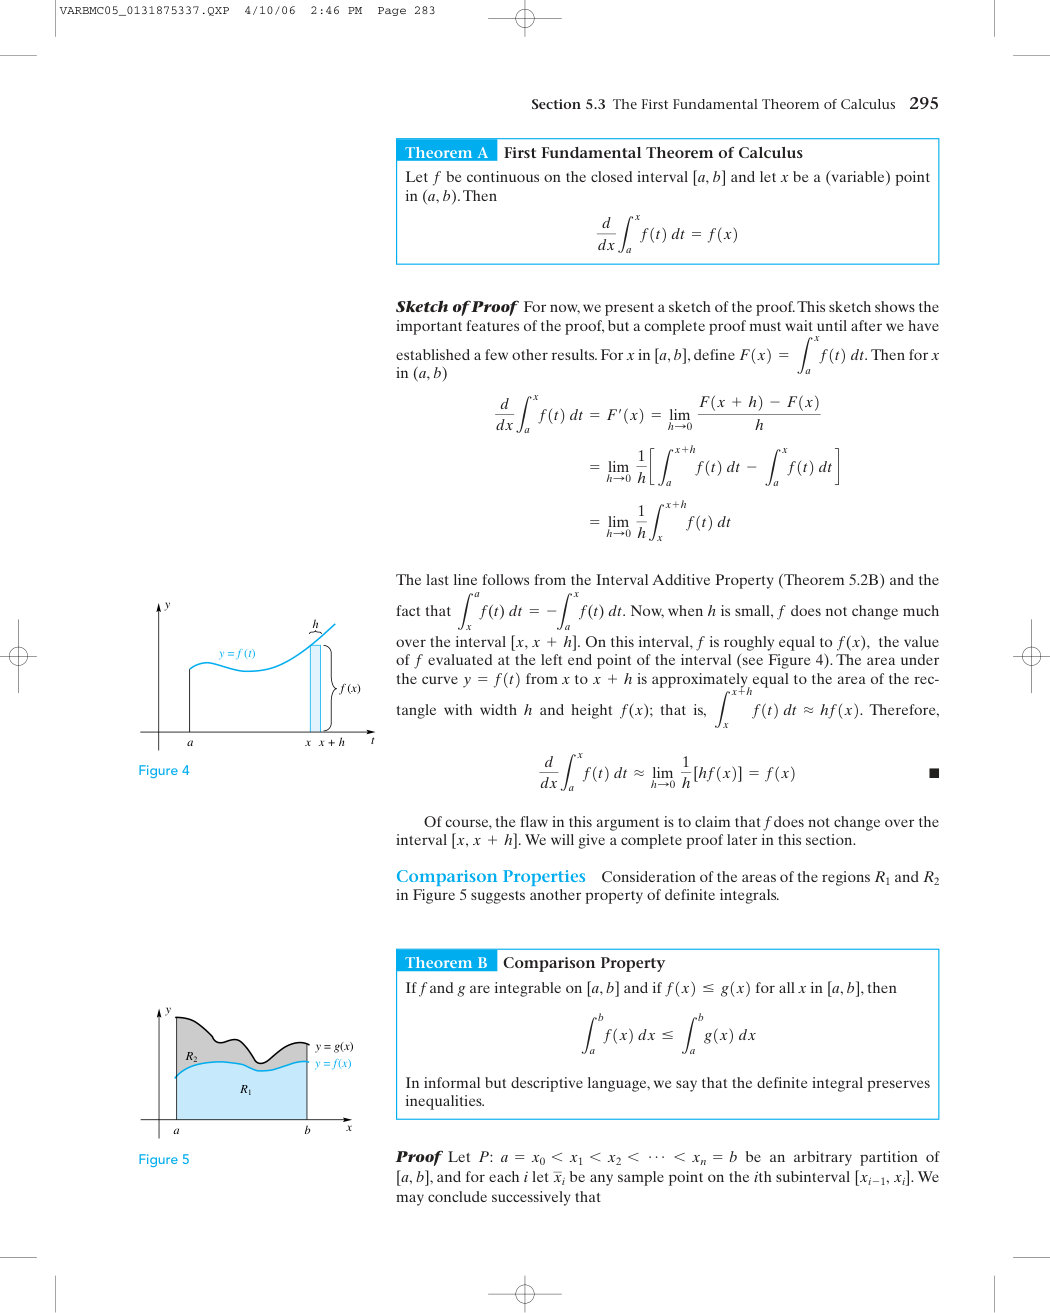 VARBMC05_0131875337.QXP 4/10/06 2:46 PM Page 283
Section 5.3 The First Fundamental Theorem of Calculus 295
Theorem A First Fundamental Theorem of Calculus
Let f be continuous on the closed interval [a, b] and let x be a (variable) point
in (a, b). Then
d/dx ∫_a^x f(t) dt = f(x)
Sketch of Proof For now, we present a sketch of the proof. This sketch shows the
important features of the proof, but a complete proof must wait until after we have
established a few other results. For x in [a, b], define F(x) = ∫_a^x f(t) dt. Then for x
in (a, b)
d/dx ∫_a^x f(t) dt = F′(x) = lim_{h→0} (F(x + h) − F(x))/h
= lim_{h→0} 1/h [∫_a^{x+h} f(t) dt − ∫_a^x f(t) dt]
= lim_{h→0} 1/h ∫_x^{x+h} f(t) dt
The last line follows from the Interval Additive Property (Theorem 5.2B) and the
fact that ∫_x^a f(t) dt = −∫_a^x f(t) dt. Now, when h is small, f does not change much
over the interval [x, x + h]. On this interval, f is roughly equal to f(x), the value
of f evaluated at the left end point of the interval (see Figure 4). The area under
the curve y = f(t) from x to x + h is approximately equal to the area of the rec-
tangle with width h and height f(x); that is, ∫_x^{x+h} f(t) dt ≈ hf(x). Therefore,
d/dx ∫_a^x f(t) dt ≈ lim_{h→0} 1/h [hf(x)] = f(x) ■
y
h
y = f(t)
f(x)
a x x + h t
Figure 4
Of course, the flaw in this argument is to claim that f does not change over the
interval [x, x + h]. We will give a complete proof later in this section.
Comparison Properties Consideration of the areas of the regions R₁ and R₂
in Figure 5 suggests another property of definite integrals.
Theorem B Comparison Property
If f and g are integrable on [a, b] and if f(x) ≤ g(x) for all x in [a, b], then
∫_a^b f(x) dx ≤ ∫_a^b g(x) dx
In informal but descriptive language, we say that the definite integral preserves
inequalities.
y
y = g(x)
R₂
y = f(x)
R₁
a b x
Figure 5
Proof Let P: a = x₀ < x₁ < x₂ < ⋯ < xₙ = b be an arbitrary partition of
[a, b], and for each i let x̄ᵢ be any sample point on the ith subinterval [xᵢ₋₁, xᵢ]. We
may conclude successively that